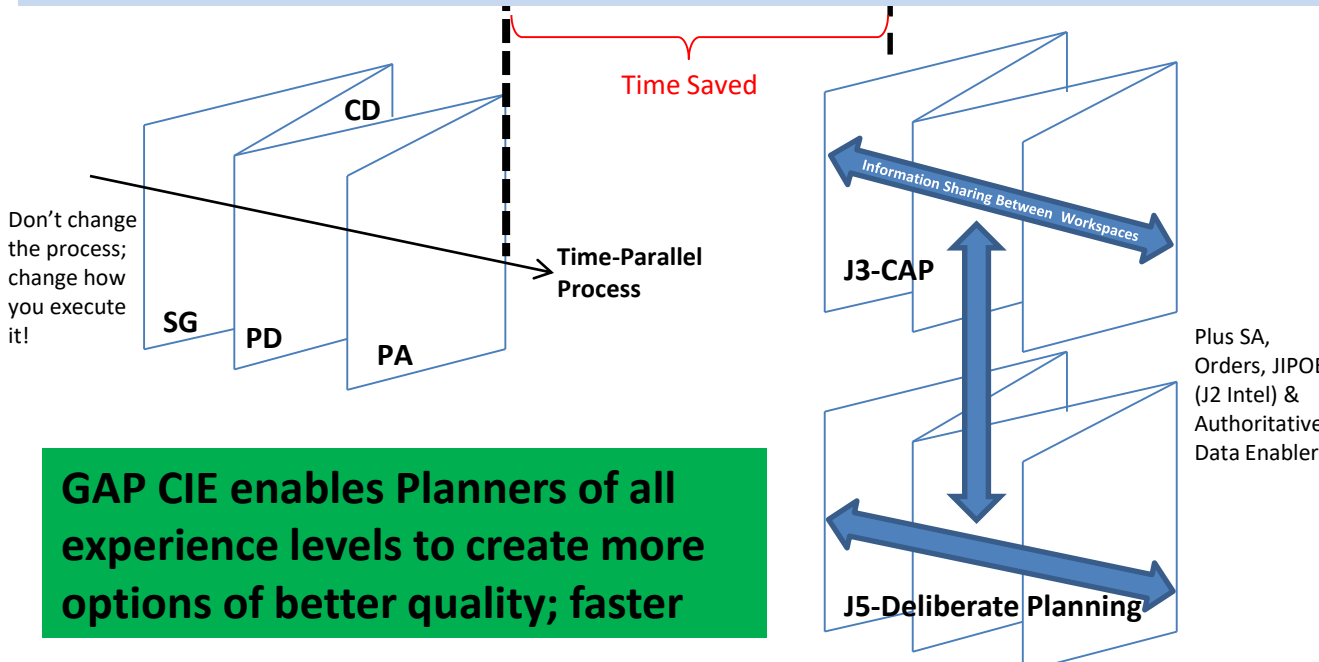 Time Saved
CD
Don’t change
the process;
change how
you execute
it!
SG
PD
PA
Time-Parallel
Process
Information Sharing Between Workspaces
J3-CAP
Plus SA,
Orders, JIPOE
(J2 Intel) &
Authoritative
Data Enabler
J5-Deliberate Planning
GAP CIE enables Planners of all
experience levels to create more
options of better quality; faster